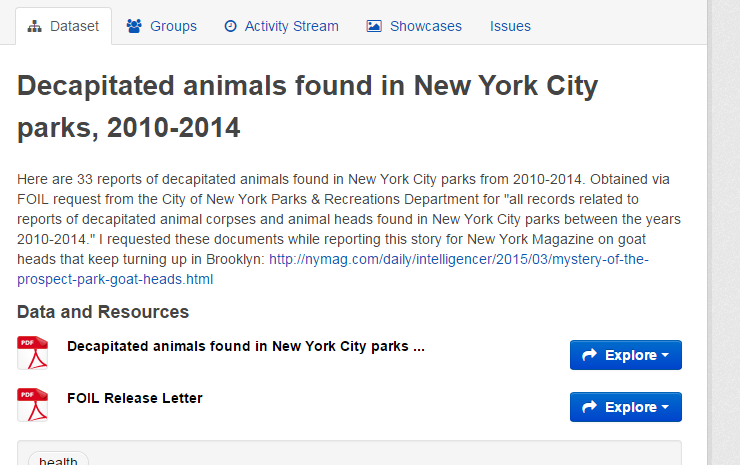 Dataset Groups Activity Stream Showcases Issues
Decapitated animals found in New York City
parks, 2010-2014
Here are 33 reports of decapitated animals found in New York City parks from 2010-2014. Obtained via
FOIL request from the City of New York Parks & Recreations Department for "all records related to
reports of decapitated animal corpses and animal heads found in New York City parks between the years
2010-2014." I requested these documents while reporting this story for New York Magazine on goat
heads that keep turning up in Brooklyn: http://nymag.com/daily/intelligencer/2015/03/mystery-of-the-
prospect-park-goat-heads.html
Data and Resources
PDF Decapitated animals found in New York City parks ... Explore
PDF FOIL Release Letter Explore
health